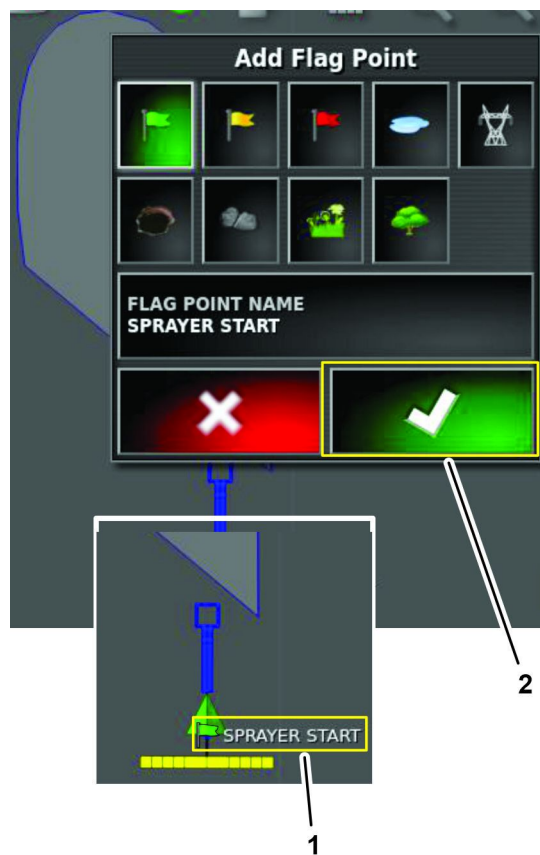 Add Flag Point
FLAG POINT NAME
SPRAYER START
2
SPRAYER START
1